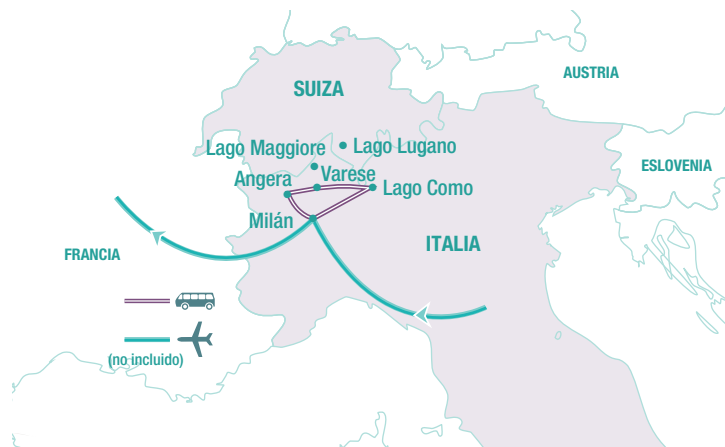 AUSTRIA
SUIZA
Lago Maggiore
Lago Lugano
ESLOVENIA
Angera
Varese
Lago Como
Milán
FRANCIA
ITALIA
(no incluido)